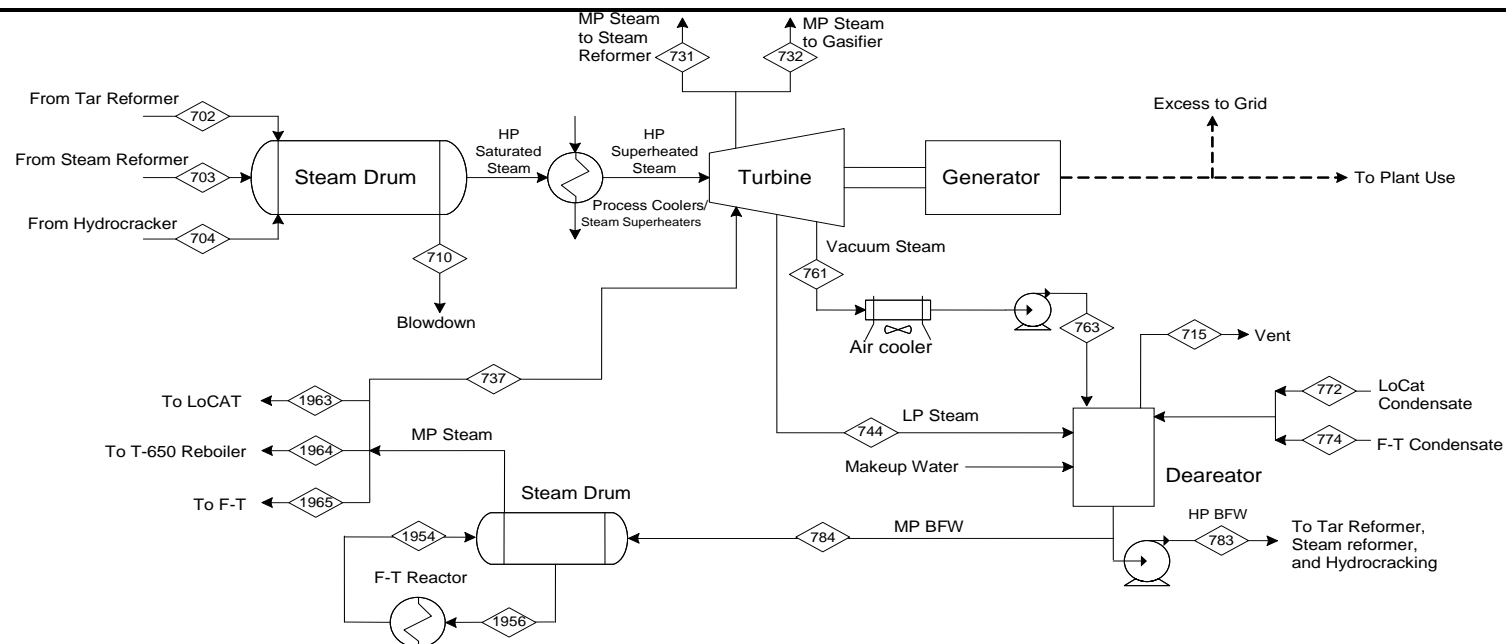 MP Steam
to Steam
Reformer
731
732
MP Steam
to Gasifier
From Tar Reformer
702
From Steam Reformer
703
From Hydrocracker
704
Steam Drum
710
Blowdown
HP
Saturated
Steam
HP
Superheated
Steam
Process Coolers/
Steam Superheaters
Turbine
Generator
Excess to Grid
To Plant Use
Vacuum Steam
761
Air cooler
763
715
Vent
772
LoCat
Condensate
774
F-T Condensate
737
To LoCAT
1963
To T-650 Reboiler
1964
To F-T
1965
MP Steam
744
LP Steam
Makeup Water
Deareator
Steam Drum
1954
F-T Reactor
1956
784
MP BFW
HP BFW
783
To Tar Reformer,
Steam reformer,
and Hydrocracking